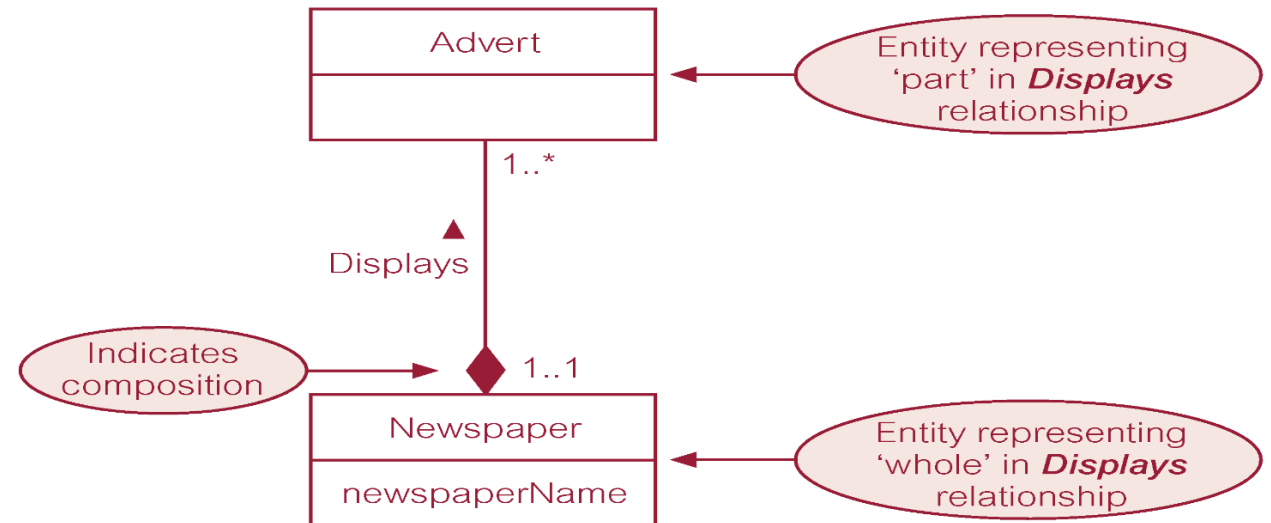 Advert
Entity representing
‘part’ in Displays
relationship
1..*
Displays
Indicates
composition
1..1
Newspaper
newspaperName
Entity representing
‘whole’ in Displays
relationship